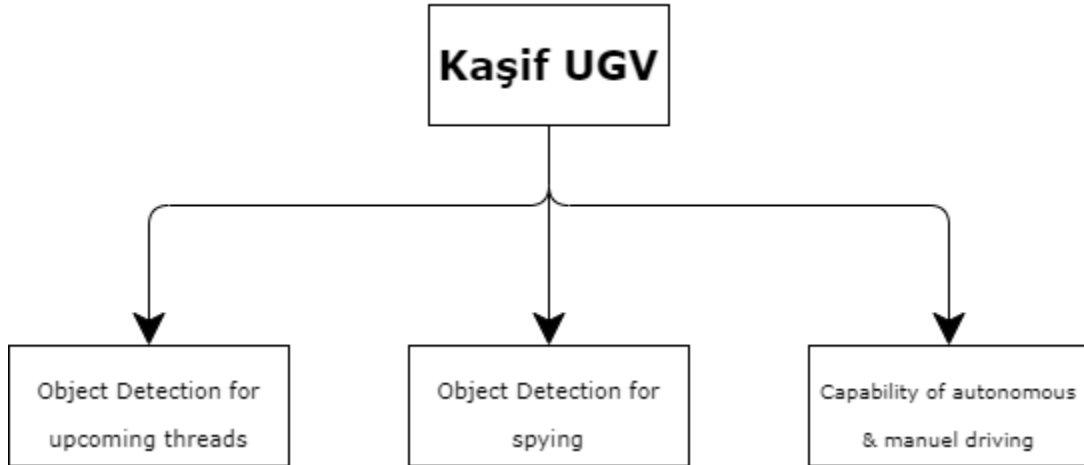 Kaşif UGV
Object Detection for
upcoming threads
Object Detection for
spying
Capability of autonomous
& manuel driving